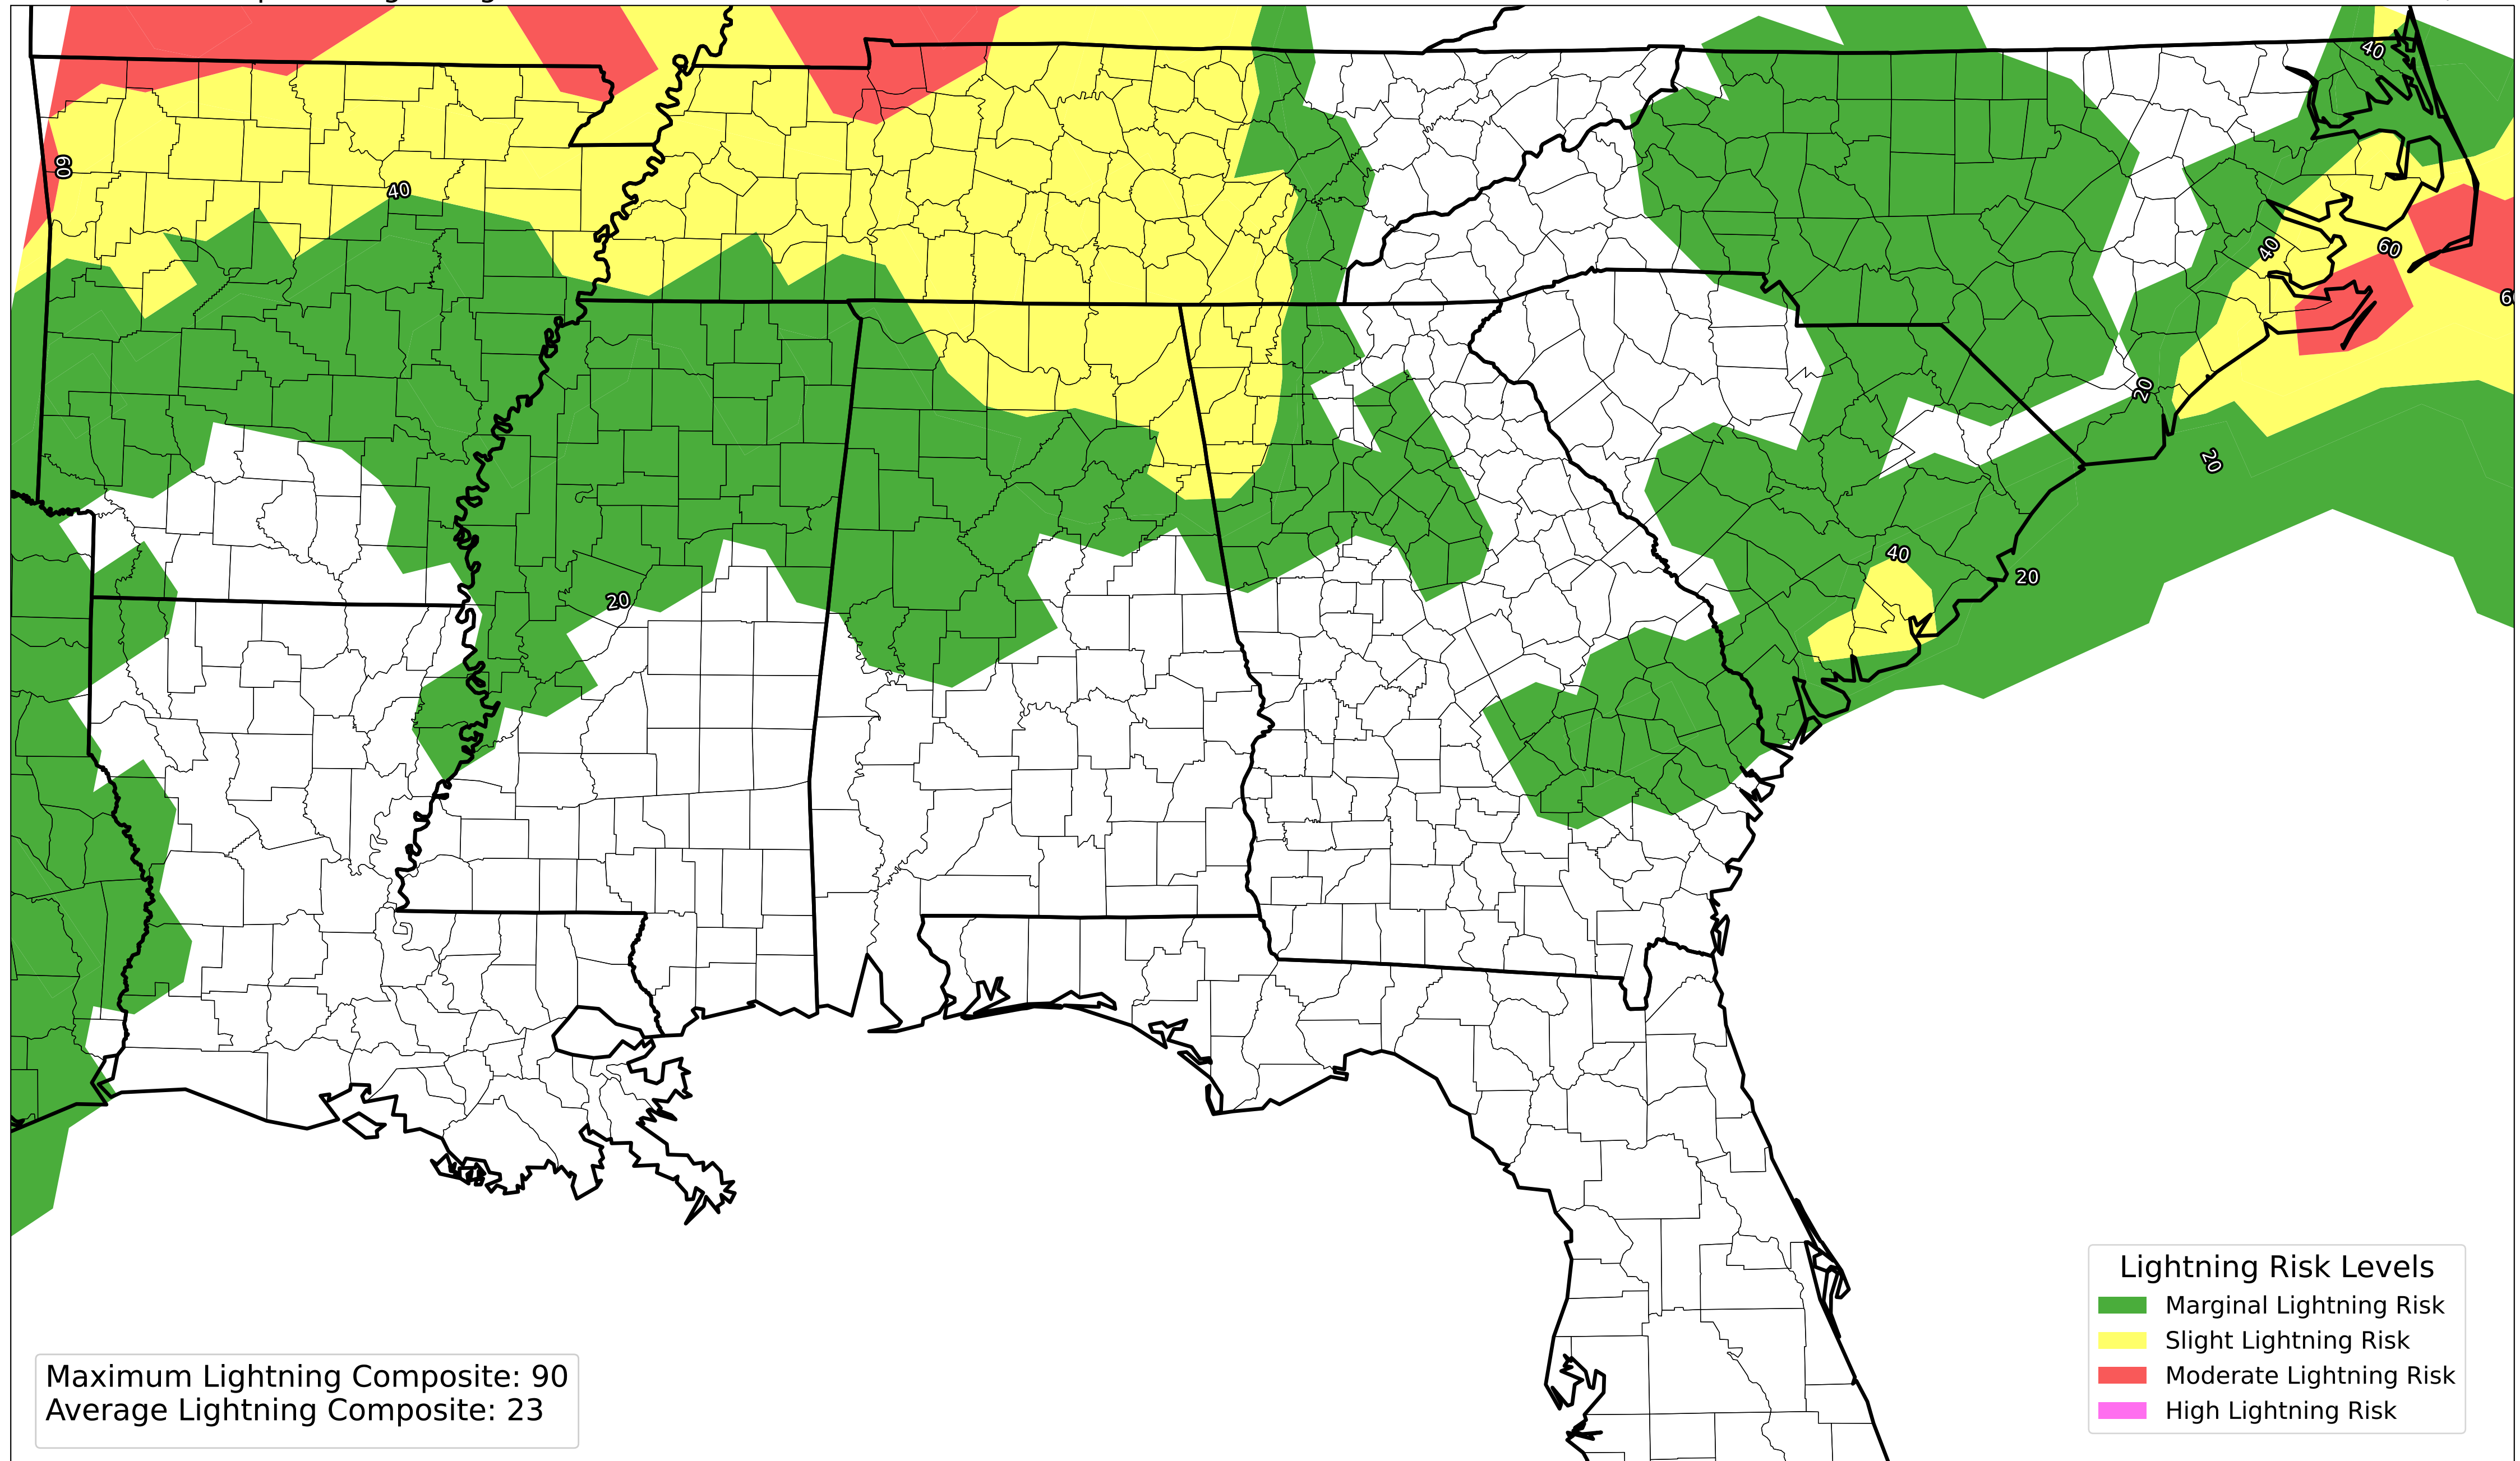 40
60
40
40
60
6
20
20
40
20
20
Lightning Risk Levels
Marginal Lightning Risk
Slight Lightning Risk
Moderate Lightning Risk
High Lightning Risk
Maximum Lightning Composite: 90
Average Lightning Composite: 23